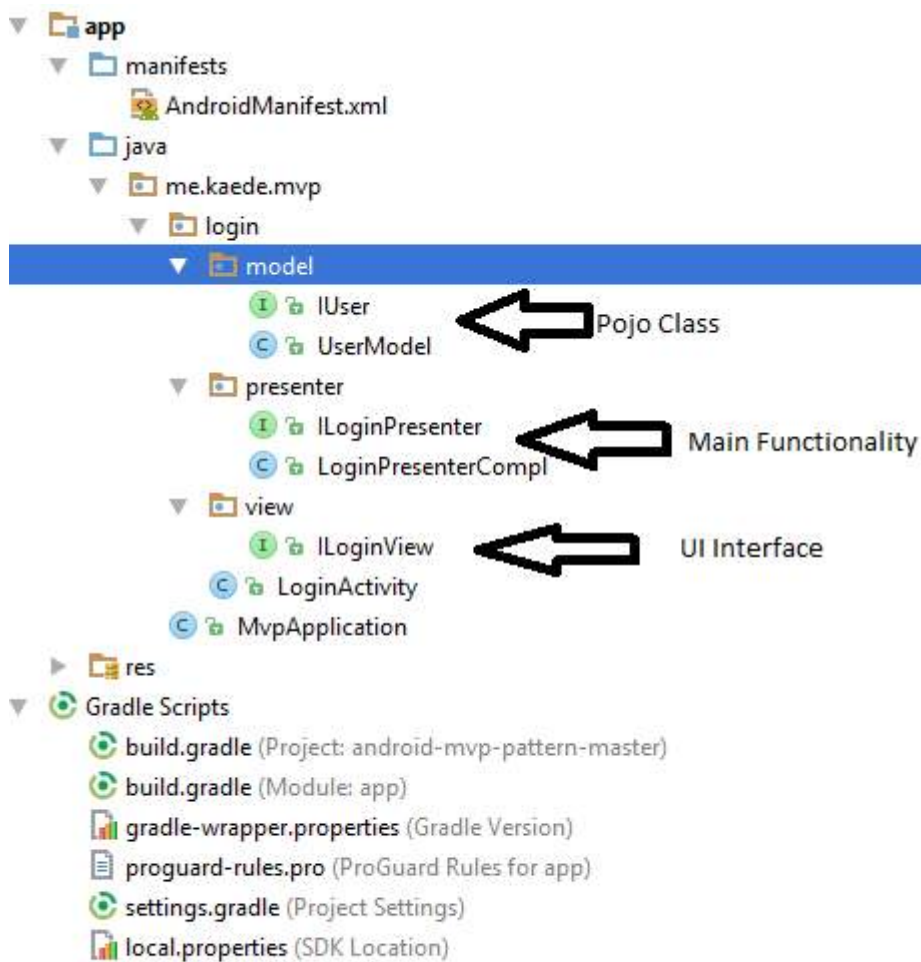 app
manifests
AndroidManifest.xml
java
me.kaede.mvp
login
model
IUser
Pojo Class
UserModel
presenter
ILoginPresenter
Main Functionality
LoginPresenterCompl
view
ILoginView
UI Interface
LoginActivity
MvpApplication
res
Gradle Scripts
build.gradle (Project: android-mvp-pattern-master)
build.gradle (Module: app)
gradle-wrapper.properties (Gradle Version)
proguard-rules.pro (ProGuard Rules for app)
settings.gradle (Project Settings)
local.properties (SDK Location)